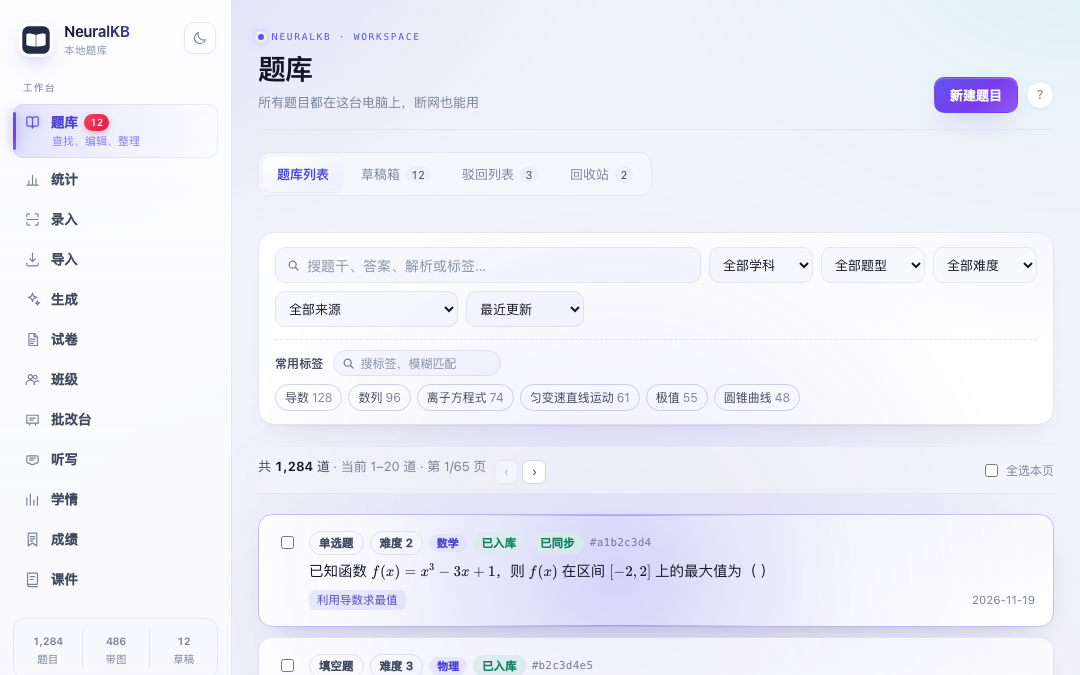 NeuralKB
本地题库
工作台
题库 12
查找、编辑、整理
统计
录入
导入
生成
试卷
班级
批改台
听写
学情
成绩
课件
1,284 486 12
题目 带图 草稿
NEURALKB · WORKSPACE
题库
所有题目都在这台电脑上，断网也能用
新建题目 ?
题库列表 草稿箱 12 驳回列表 3 回收站 2
搜题干、答案、解析或标签... 全部学科 全部题型 全部难度
全部来源 最近更新
常用标签 搜标签，模糊匹配
导数 128 数列 96 离子方程式 74 匀变速直线运动 61 极值 55 圆锥曲线 48
共 1,284 道 · 当前 1–20 道 · 第 1/65 页 ‹ › 全选本页
单选题 难度 2 数学 已入库 已同步 #a1b2c3d4
已知函数 f(x) = x³ − 3x + 1，则 f(x) 在区间 [−2, 2] 上的最大值为（ ）
利用导数求最值 2026-11-19
填空题 难度 3 物理 已入库 #b2c3d4e5